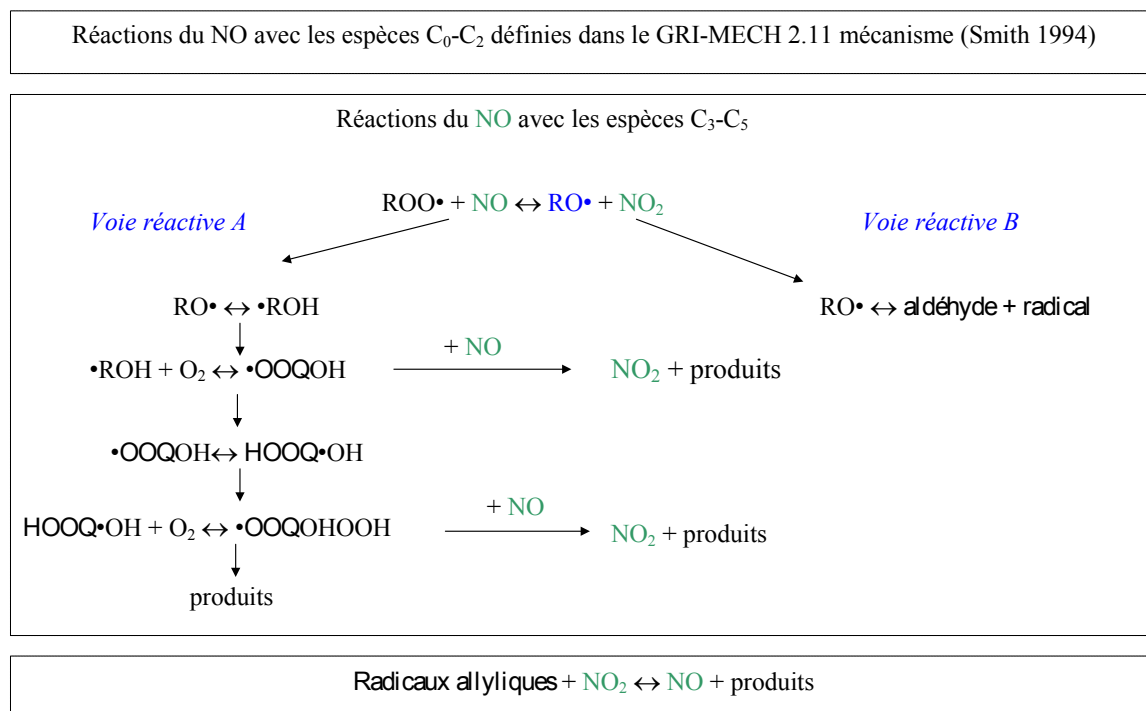 Réactions du NO avec les espèces C₀-C₂ définies dans le GRI-MECH 2.11 mécanisme (Smith 1994)
Réactions du NO avec les espèces C₃-C₅
ROO• + NO ↔ RO• + NO₂
Voie réactive A
Voie réactive B
RO• ↔ •ROH
RO• ↔ aldéhyde + radical
•ROH + O₂ ↔ •OOQOH
+ NO
NO₂ + produits
•OOQOH↔ HOOQ•OH
HOOQ•OH + O₂ ↔ •OOQOHOOH
+ NO
NO₂ + produits
produits
Radicaux allyliques + NO₂ ↔ NO + produits